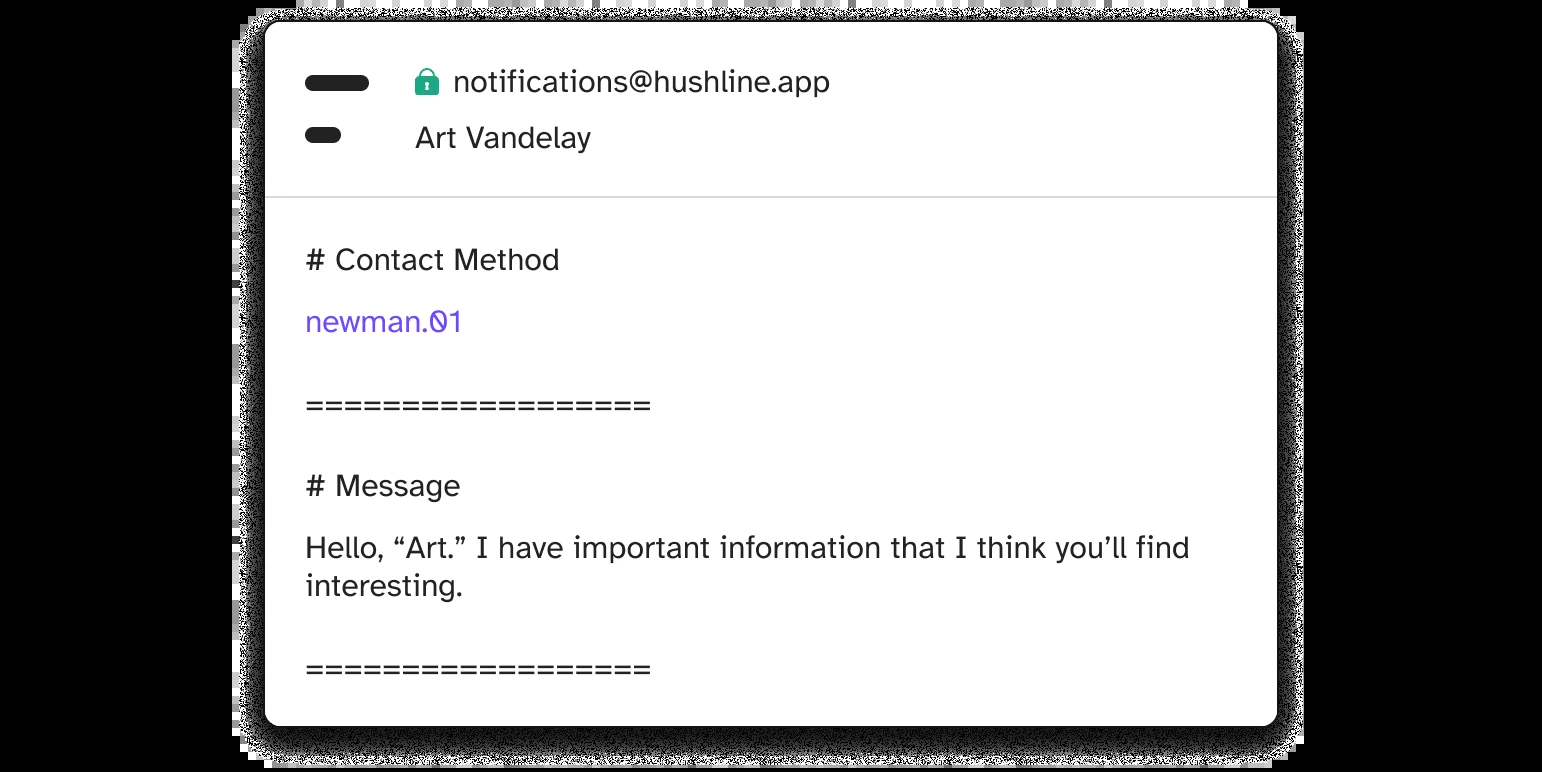 notifications@hushline.app
Art Vandelay
# Contact Method
newman.01
==================
# Message
Hello, “Art.” I have important information that I think you’ll find
interesting.
==================